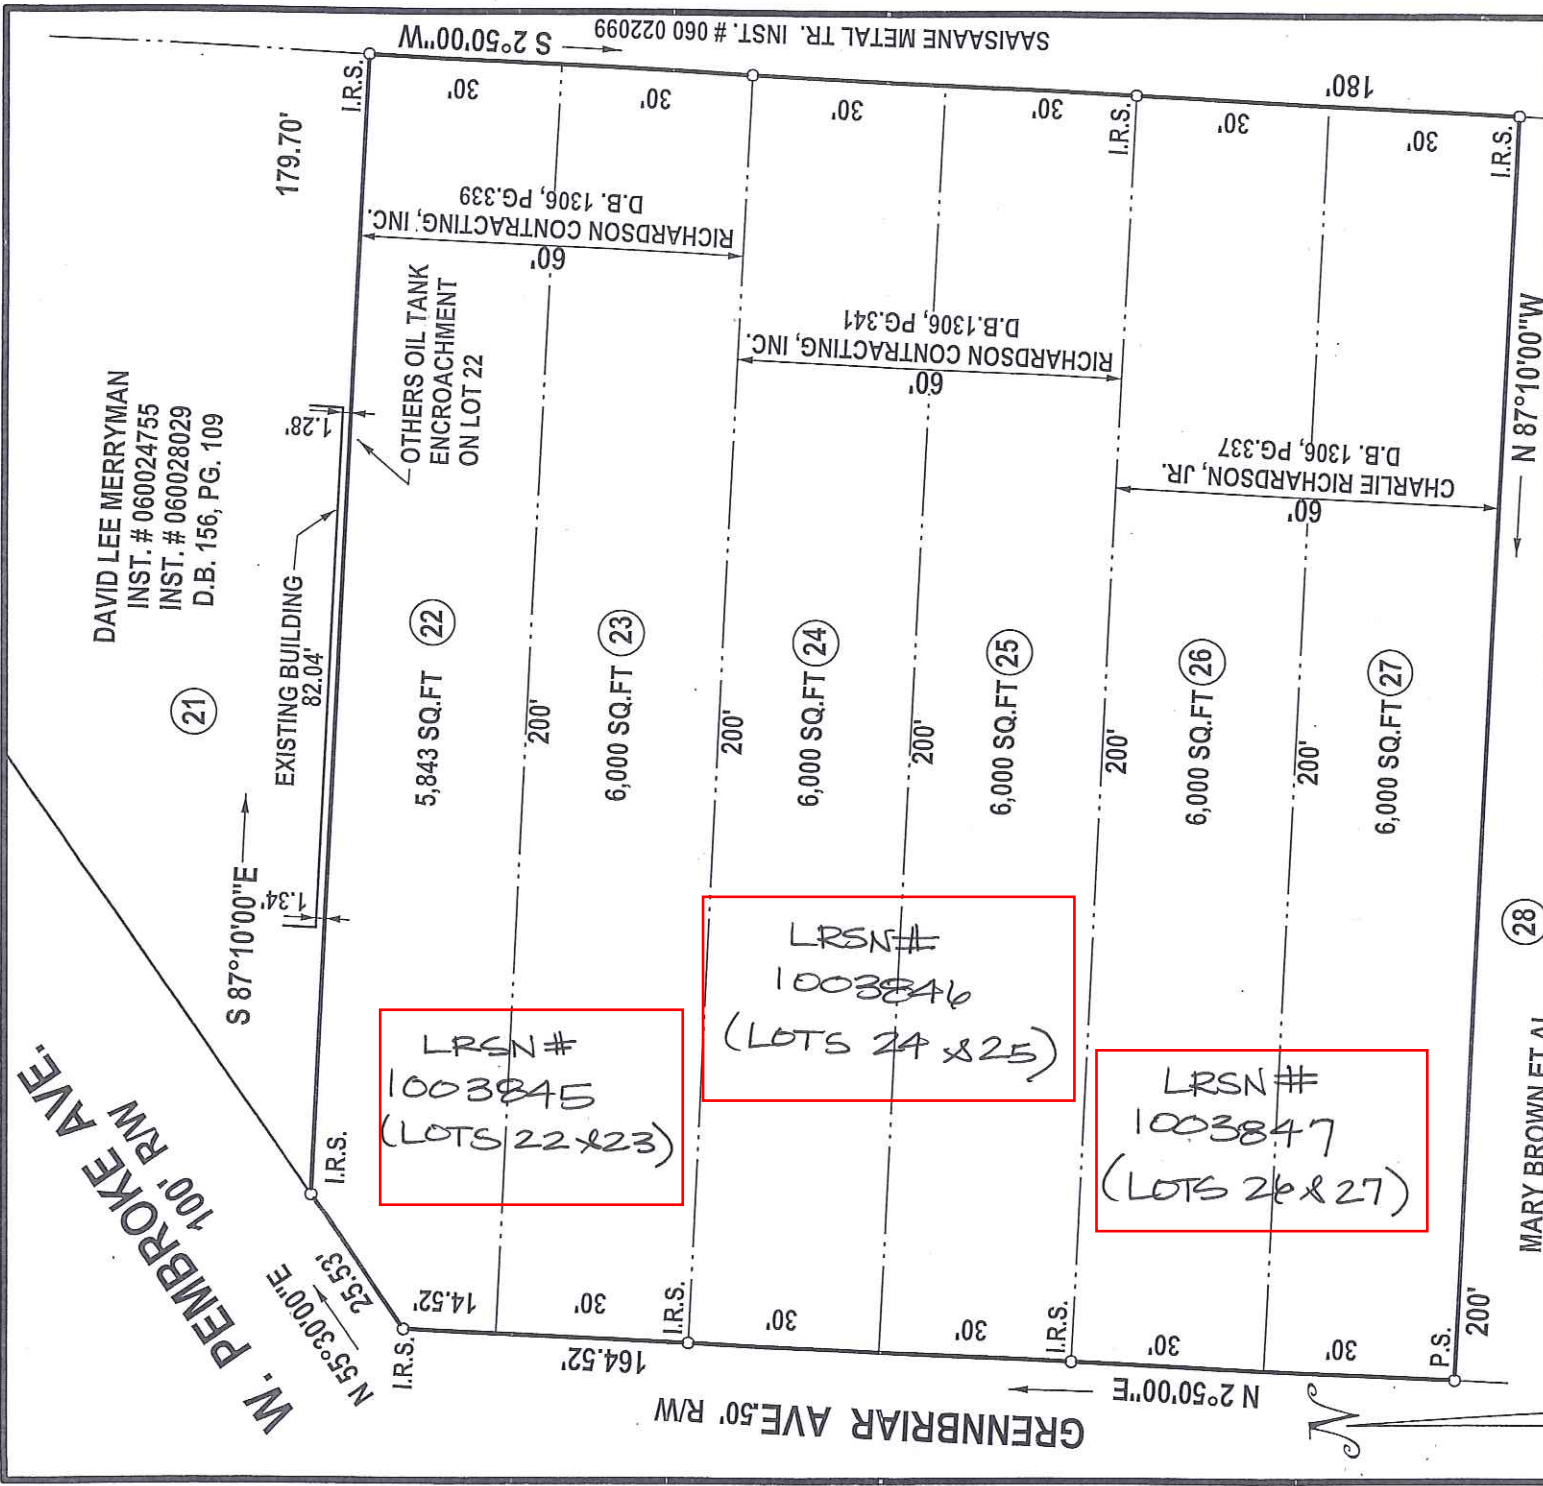 SAAISAANE METAL TR. INST. # 060 022099
S 2°50'00"W
180'
I.R.S.
30'
30'
30'
30'
I.R.S.
30'
30'
I.R.S.
179.70'
RICHARDSON CONTRACTING, INC.
D.B. 1306, PG.339
60'
RICHARDSON CONTRACTING, INC.
D.B.1306, PG.341
60'
CHARLIE RICHARDSON, JR.
D.B. 1306, PG.337
60'
OTHERS OIL TANK
ENCROACHMENT
ON LOT 22
DAVID LEE MERRYMAN
INST. # 060024755
INST. # 060028029
D.B. 156, PG. 109
1.28'
EXISTING BUILDING
82.04'
1.34'
21
S 87°10'00"E
N 87°10'00"W
5,843 SQ.FT 22
200'
6,000 SQ.FT 23
200'
6,000 SQ.FT 24
200'
6,000 SQ.FT 25
200'
6,000 SQ.FT 26
200'
6,000 SQ.FT 27
28
LRSN#
1003845
(LOTS 22 & 23)
LRSN#
1003846
(LOTS 24 & 25)
LRSN#
1003847
(LOTS 26 & 27)
MARY BROWN ET AL
W. PEMBROKE AVE.
100' R/W
N 55°30'00"E
25.53'
I.R.S.
I.R.S.
14.52'
30'
I.R.S.
30'
30'
I.R.S.
30'
30'
P.S.
200'
164.52'
N 2°50'00"E
GRENNBRIAR AVE.50' R/W
N